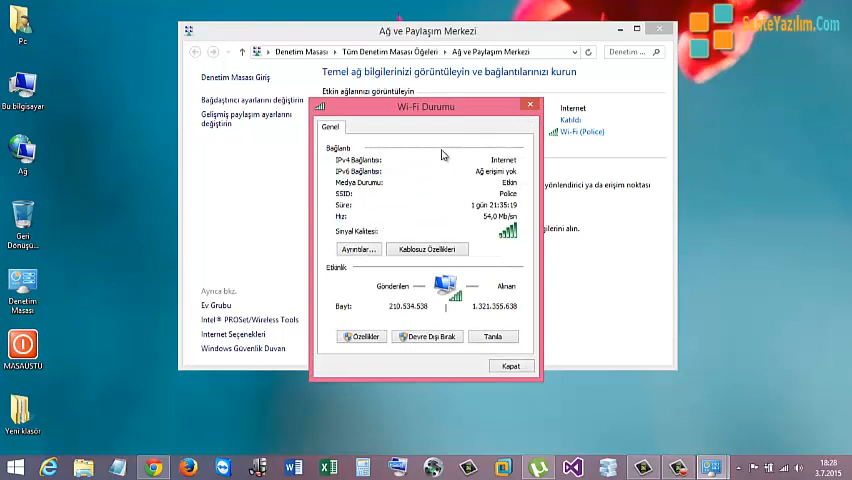 Pc
Bu bilgisayar
Ağ
Geri
Dönüşü...
Denetim
Masası
MASAUSTU
Yeni klasör
Ağ ve Paylaşım Merkezi
Denetim Masası
Tüm Denetim Masası Öğeleri
Ağ ve Paylaşım Merkezi
Denetim ...
Denetim Masası Giriş
Bağdaştırıcı ayarlarını değiştirin
Gelişmiş paylaşım ayarlarını
değiştirin
Temel ağ bilgilerinizi görüntüleyin ve bağlantılarınızı kurun
Etkin ağlarınızı görüntüleyin
Internet
Katıldı
Wi-Fi (Police)
yönlendirici ya da erişim noktası
bilgilerini alın.
Ayrıca bkz.
Ev Grubu
Intel® PROSet/Wireless Tools
Internet Seçenekleri
Windows Güvenlik Duvarı
Wi-Fi Durumu
Genel
Bağlantı
IPv4 Bağlantısı: Internet
IPv6 Bağlantısı: Ağ erişimi yok
Medya Durumu: Etkin
SSID: Police
Süre: 1 gün 21:35:19
Hız: 54,0 Mb/sn
Sinyal Kalitesi:
Ayrıntılar...
Kablosuz Özellikleri
Etkinlik
Gönderilen
Alınan
Bayt: 210.534.538 1.321.355.638
Özellikler
Devre Dışı Bırak
Tanıla
Kapat
18:28
3.7.2015